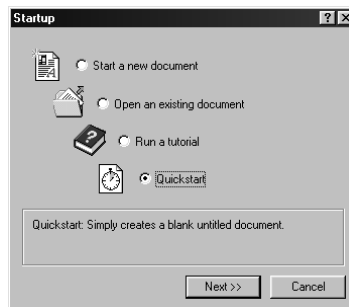 Startup
Start a new document
Open an existing document
Run a tutorial
Quickstart
Quickstart: Simply creates a blank untitled document.
Next >>
Cancel